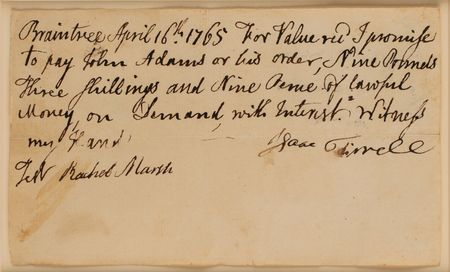 Braintree April 16th 1765 For Value recd I promise
to pay John Adams or his order, Nine Pounds
Three shillings and Nine Pence of lawful
Money on Demand, with Interest. Witness
my Hand
Isaac Tirrell
Test Rachel Marsh